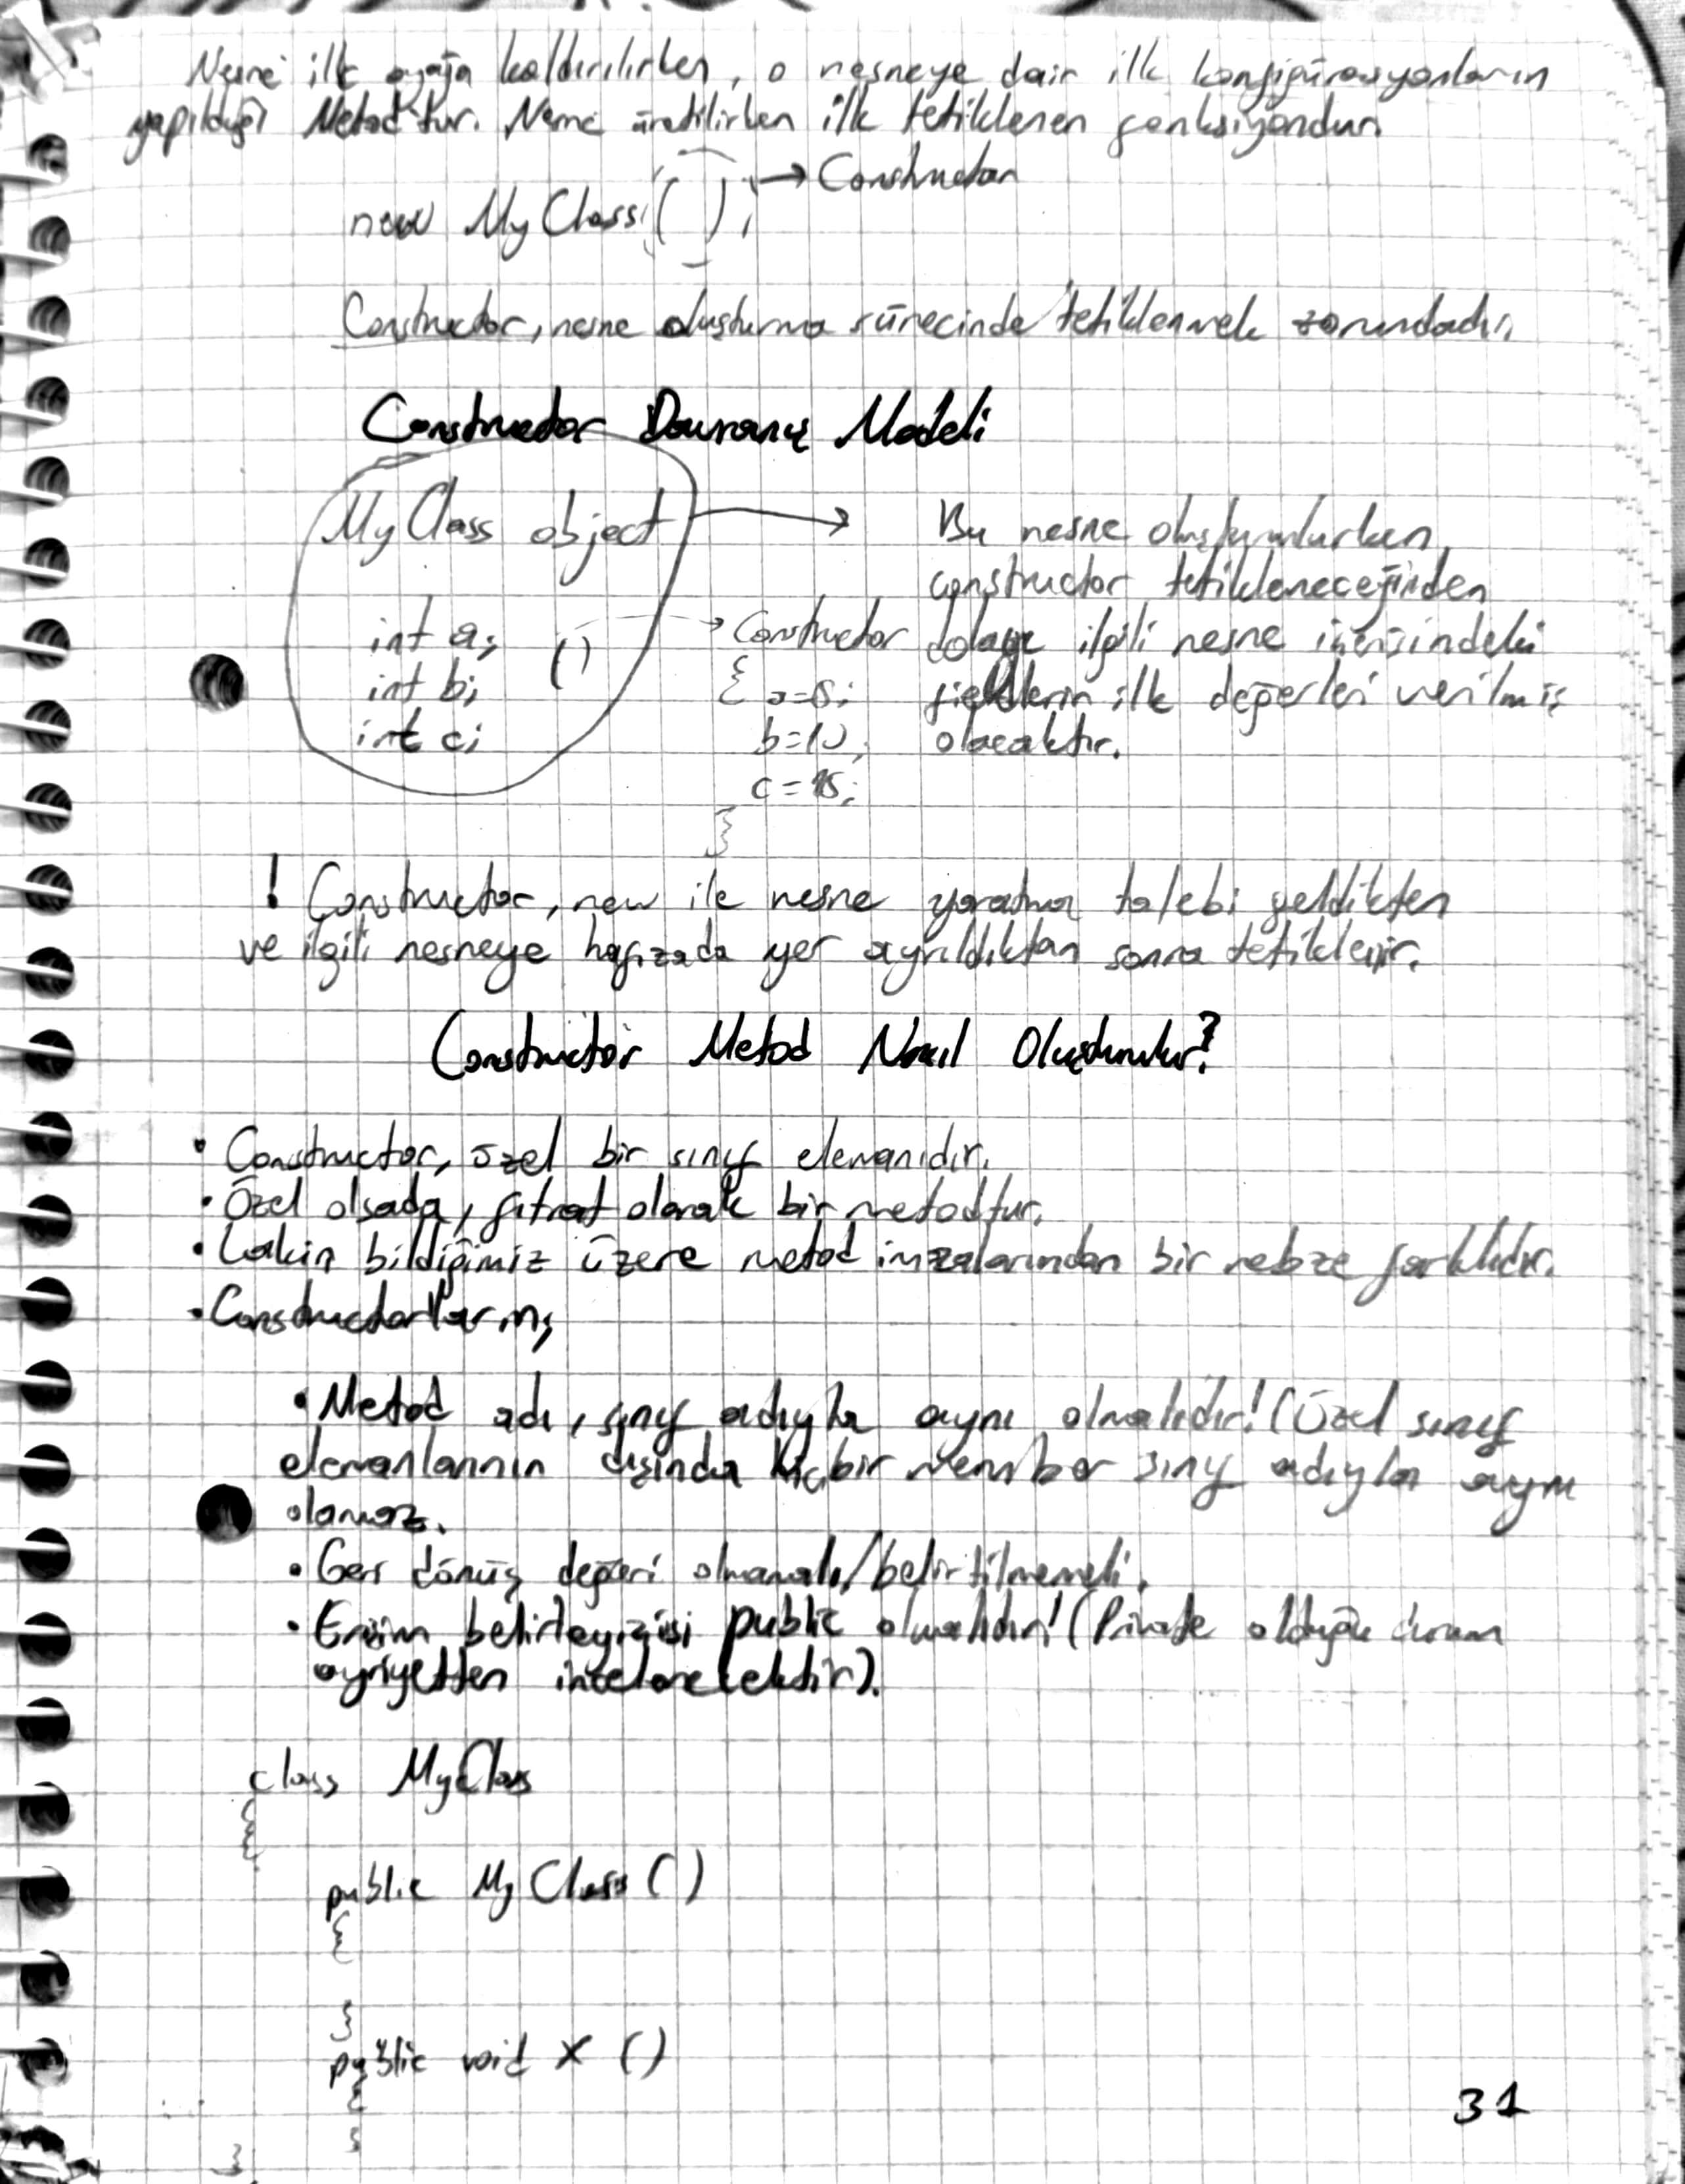 Nesne ilk ayağa kaldırılırken, o nesneye dair ilk konfigürasyonların
yapıldığı Metod'tur. Nesne üretilirken ilk tetiklenen fonksiyondur.
new MyClass( ); → Constructor
Constructor, nesne oluşturma sürecinde tetiklenmek zorundadır.
Constructor Davranış Modeli
MyClass object
int a; ( )
int b;
int c;
Constructor
{ a=5;
b=10;
c=15;
}
Bu nesne oluşturulurken
constructor tetikleneceğinden
dolayı ilgili nesne içerisindeki
fieldlerin ilk değerleri verilmiş
olacaktır.
! Constructor, new ile nesne yaratma talebi geldikten
ve ilgili nesneye hafızada yer ayrıldıktan sonra tetiklenir.
Constructor Metod Nasıl Oluşturulur?
• Constructor, özel bir sınıf elemanıdır.
• Özel olsada, fıtrat olarak bir metodtur.
• Lakin bildiğimiz üzere metod imzalarından bir nebze farklıdır.
• Constructorların;
• Metod adı, sınıf adıyla aynı olmalıdır! (Özel sınıf
elemanlarının dışında hiçbir member sınıf adıyla aynı
olamaz.
• Geri dönüş değeri olmamalı/belirtilmemeli.
• Erişim belirleyicisi public olmalıdır! (Private olduğu durum
ayriyetten incelenecektir).
class MyClass
{
public MyClass ( )
{
}
public void X ( )
{
}
}
31